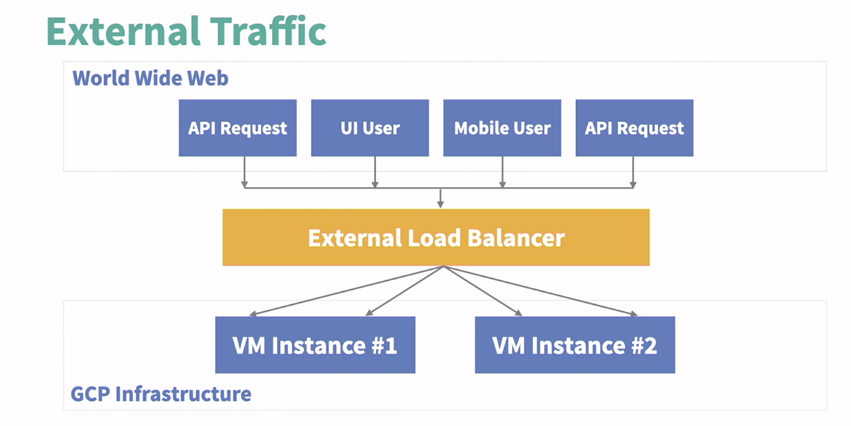 External Traffic
World Wide Web
API Request
UI User
Mobile User
API Request
External Load Balancer
VM Instance #1
VM Instance #2
GCP Infrastructure